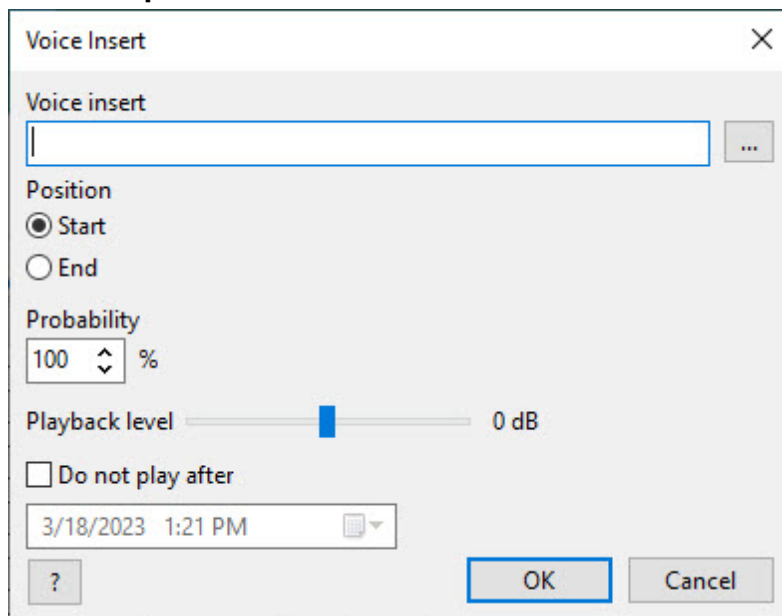 Voice Insert
Voice insert
...
Position
Start
End
Probability
100 %
Playback level 0 dB
Do not play after
3/18/2023 1:21 PM
? OK Cancel